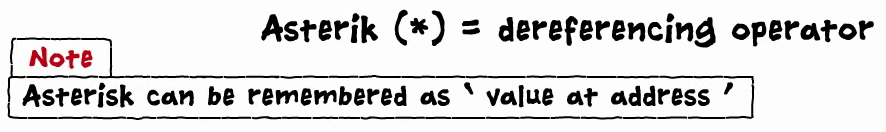 Asterik (*) = dereferencing operator
Note
Asterisk can be remembered as ‛ value at address ’